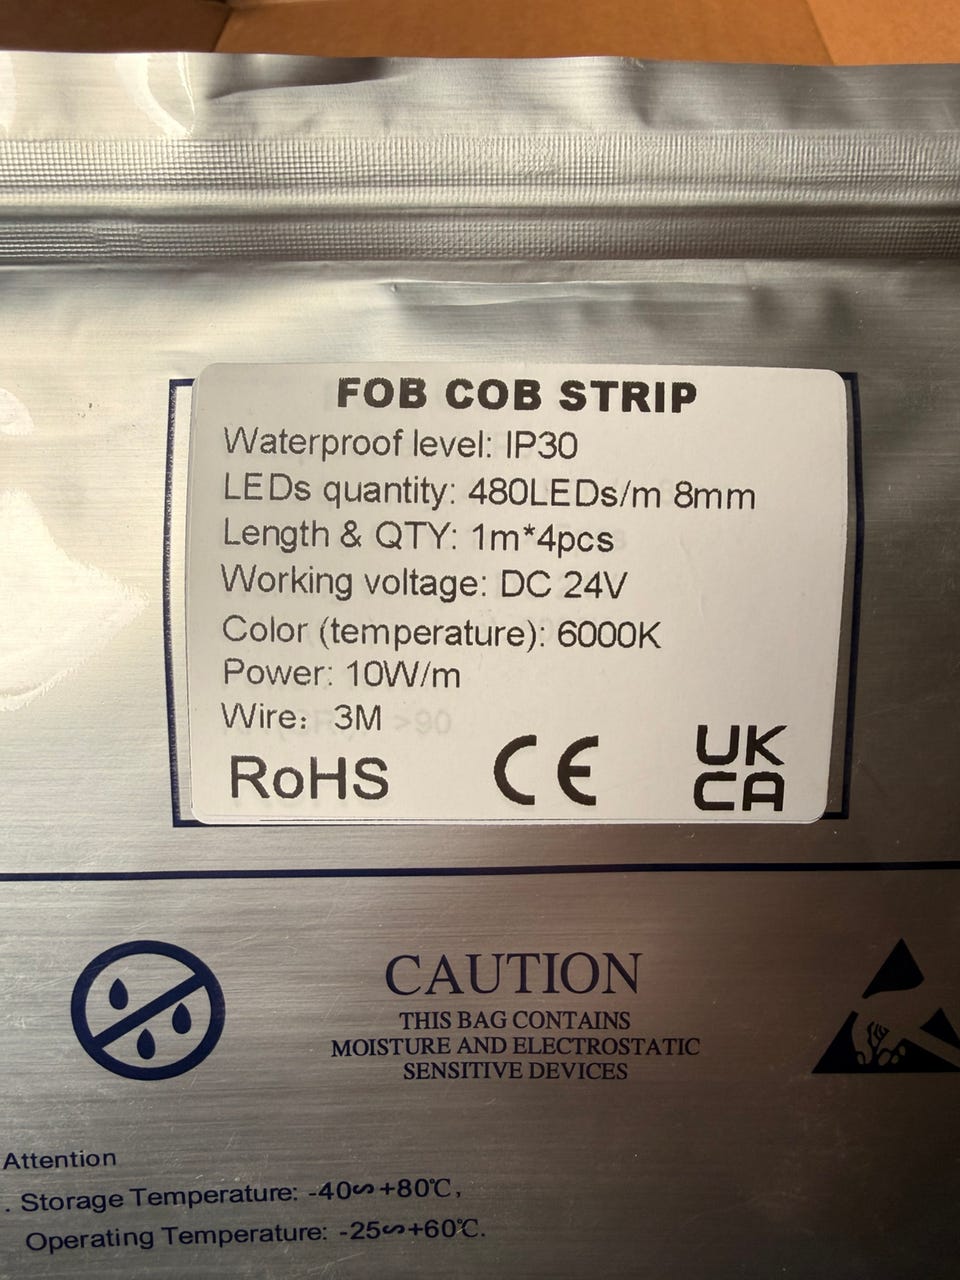 FOB COB STRIP
Waterproof level: IP30
LEDs quantity: 480LEDs/m 8mm
Length & QTY: 1m*4pcs
Working voltage: DC 24V
Color (temperature): 6000K
Power: 10W/m
Wire: 3M
>90
RoHS CE UK
CA
CAUTION
THIS BAG CONTAINS
MOISTURE AND ELECTROSTATIC
SENSITIVE DEVICES
Attention
. Storage Temperature: -40∽+80℃,
Operating Temperature: -25∽+60℃.